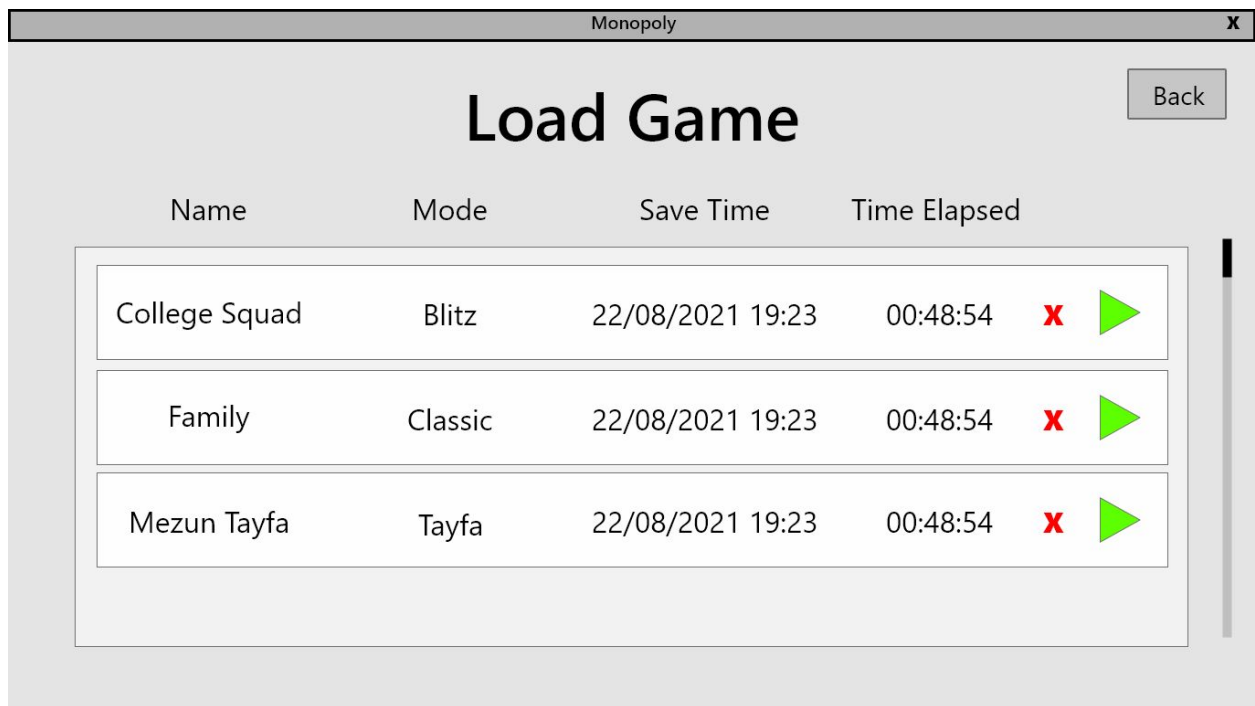 Monopoly X
Load Game
Back
Name Mode Save Time Time Elapsed
College Squad Blitz 22/08/2021 19:23 00:48:54 X
Family Classic 22/08/2021 19:23 00:48:54 X
Mezun Tayfa Tayfa 22/08/2021 19:23 00:48:54 X